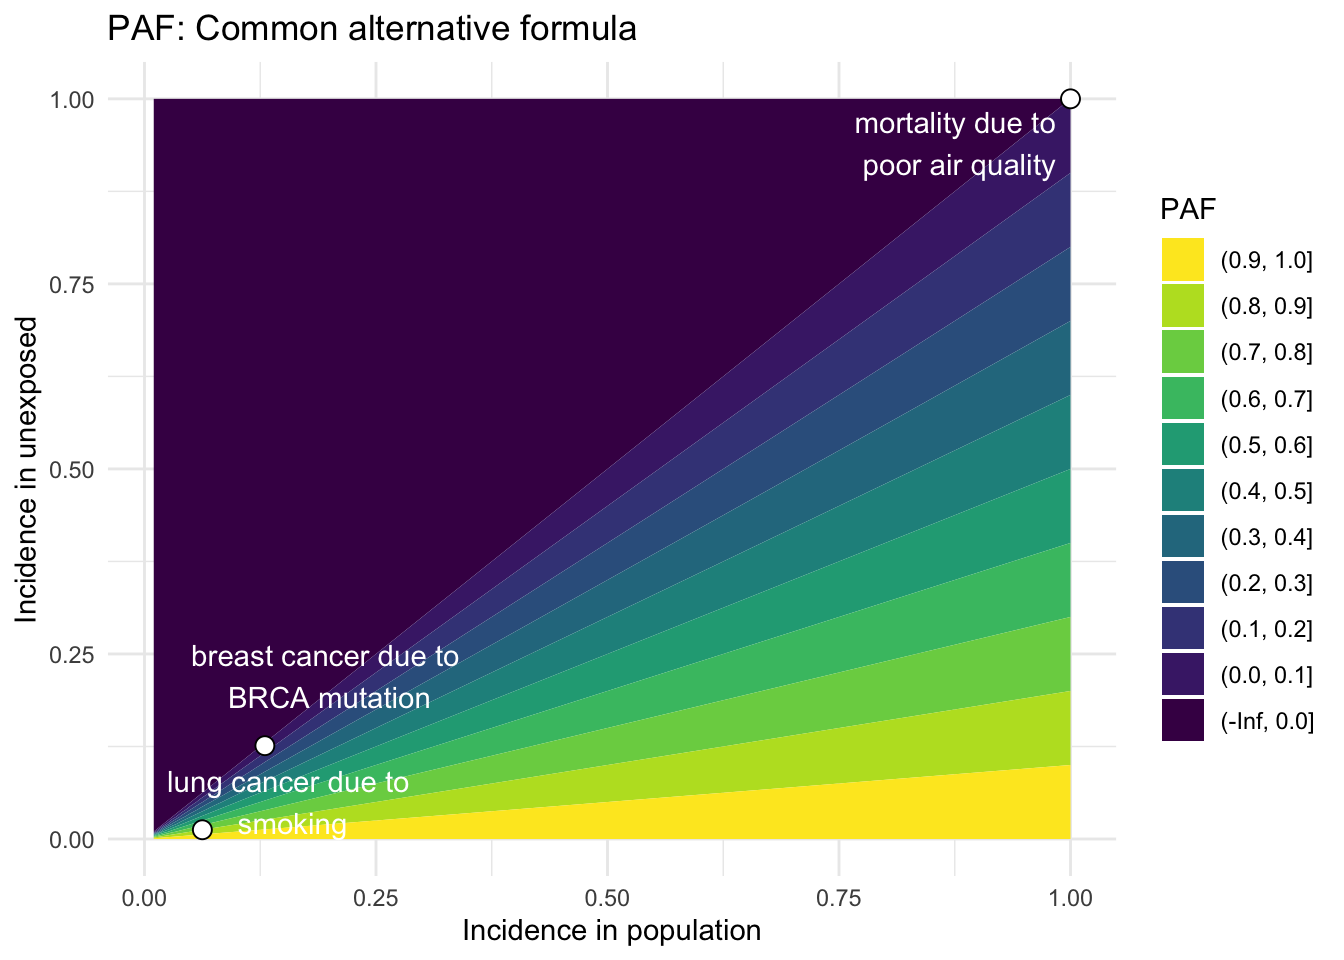 PAF: Common alternative formula
1.00
0.75
0.50
0.25
0.00
Incidence in unexposed
mortality due to
poor air quality
breast cancer due to
BRCA mutation
lung cancer due to
smoking
0.00
0.25
0.50
0.75
1.00
Incidence in population
PAF
(0.9, 1.0]
(0.8, 0.9]
(0.7, 0.8]
(0.6, 0.7]
(0.5, 0.6]
(0.4, 0.5]
(0.3, 0.4]
(0.2, 0.3]
(0.1, 0.2]
(0.0, 0.1]
(-Inf, 0.0]